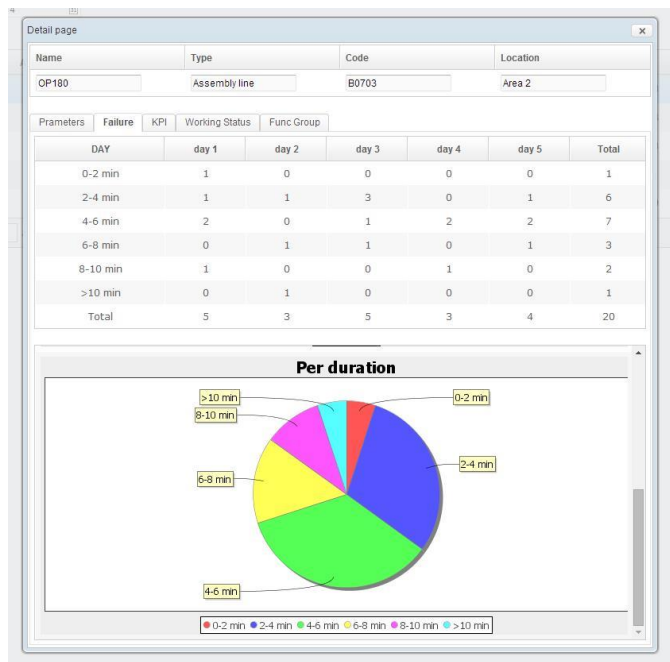 Detail page
Name Type Code Location
OP180 Assembly line B0703 Area 2
Prameters Failure KPI Working Status Func Group
DAY day 1 day 2 day 3 day 4 day 5 Total
0-2 min 1 0 0 0 0 1
2-4 min 1 1 3 0 1 6
4-6 min 2 0 1 2 2 7
6-8 min 0 1 1 0 1 3
8-10 min 1 0 0 1 0 2
>10 min 0 1 0 0 0 1
Total 5 3 5 3 4 20
Per duration
>10 min 0-2 min
8-10 min
2-4 min
6-8 min
4-6 min
0-2 min 2-4 min 4-6 min 6-8 min 8-10 min >10 min